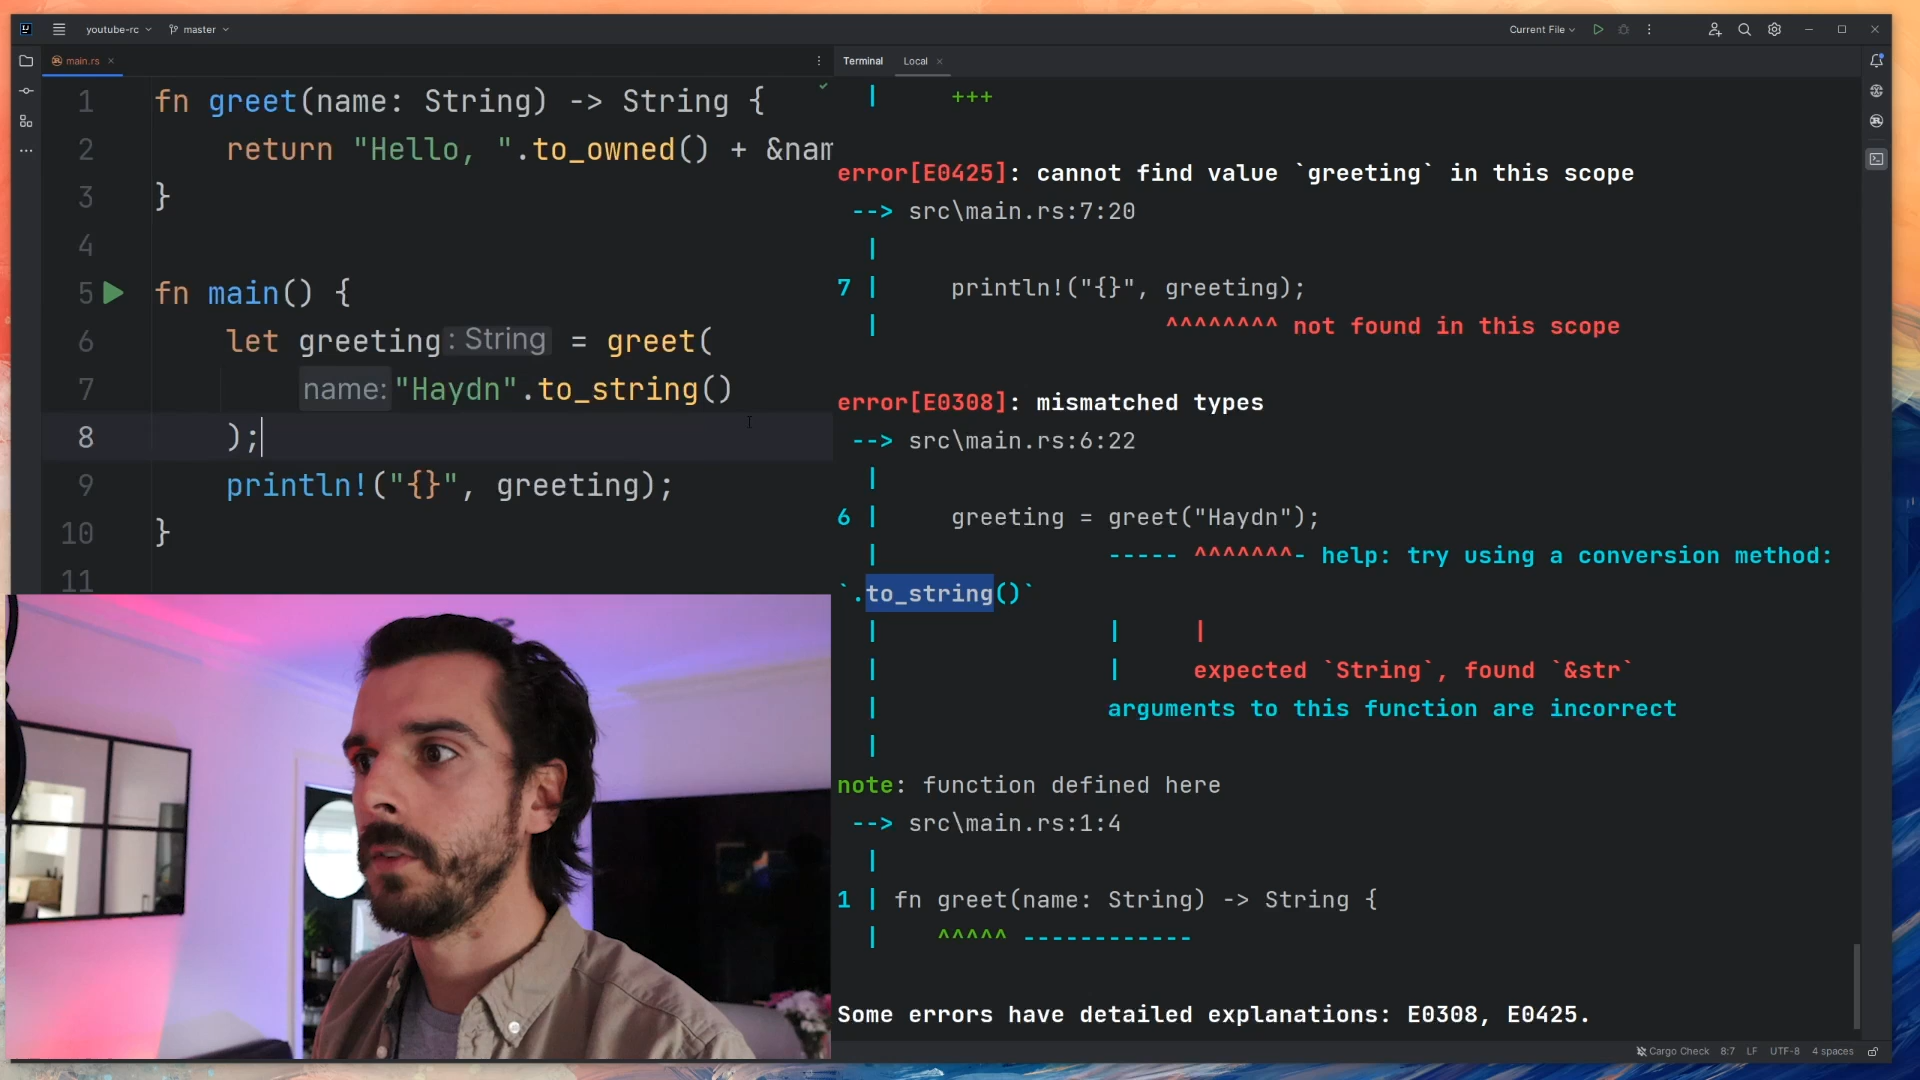 youtube-rc
master
Current File
main.rs
Terminal
Local
1 fn greet(name: String) -> String {
2 return "Hello, ".to_owned() + &nam
3 }
4
5 fn main() {
6 let greeting: String = greet(
7 name: "Haydn".to_string()
8 );
9 println!("{}", greeting);
10 }
11
| +++
error[E0425]: cannot find value `greeting` in this scope
--> src\main.rs:7:20
|
7 | println!("{}", greeting);
| ^^^^^^^^ not found in this scope
error[E0308]: mismatched types
--> src\main.rs:6:22
|
6 | greeting = greet("Haydn");
| ----- ^^^^^^^- help: try using a conversion method:
`.to_string()`
| | |
| | expected `String`, found `&str`
| arguments to this function are incorrect
|
note: function defined here
--> src\main.rs:1:4
|
1 | fn greet(name: String) -> String {
| ^^^^^ ------------
Some errors have detailed explanations: E0308, E0425.
Cargo Check 8:7 LF UTF-8 4 spaces